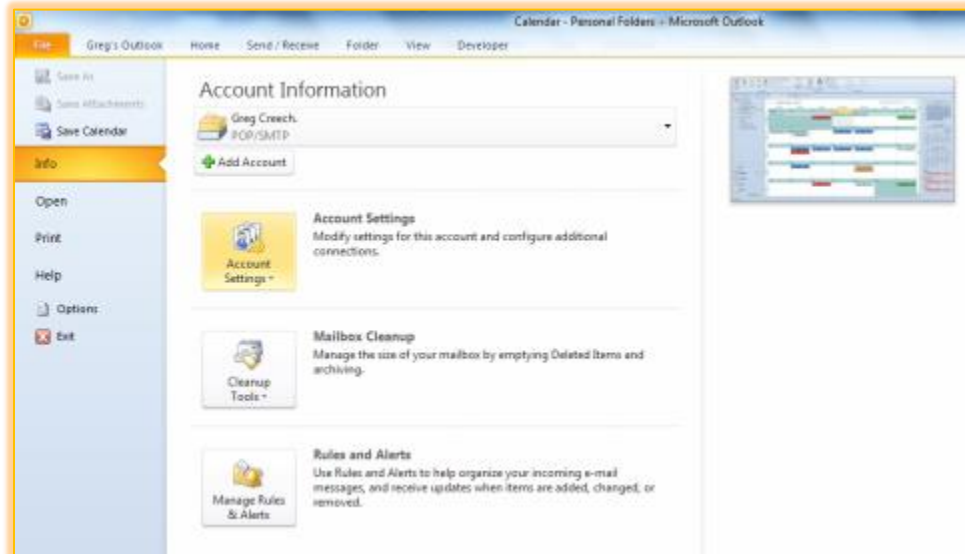 Calendar - Personal Folders - Microsoft Outlook
File Greg's Outlook Home Send / Receive Folder View Developer
Save As
Save Attachments
Save Calendar
Info
Open
Print
Help
Options
Exit
Account Information
Greg Creech.
POP/SMTP
Add Account
Account Settings
Account Settings
Modify settings for this account and configure additional
connections.
Cleanup
Tools
Mailbox Cleanup
Manage the size of your mailbox by emptying Deleted Items and
archiving.
Manage Rules
& Alerts
Rules and Alerts
Use Rules and Alerts to help organize your incoming e-mail
messages, and receive updates when items are added, changed, or
removed.